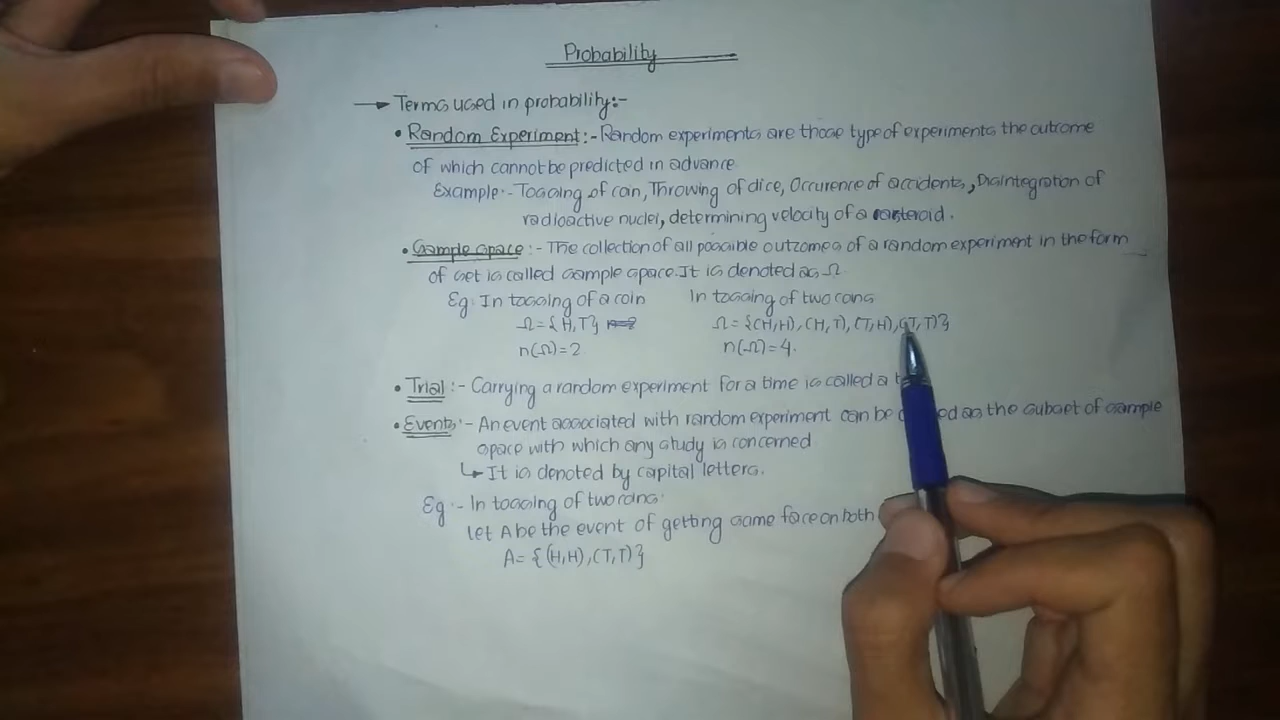 Probability
→ Terms used in probability:-
• Random Experiment:- Random experiments are those type of experiments the outcome
of which cannot be predicted in advance
Example:- Tossing of coin, Throwing of dice, Occurence of accidents, Disintegration of
radioactive nuclei, determining velocity of a asteroid.
• Sample space:- The collection of all possible outcomes of a random experiment in the form
of set is called sample space. It is denoted as Ω.
Eg: In tossing of a coin In tossing of two coins
Ω = {H,T} Ω = {(H,H), (H,T), (T,H), (T,T)}
n(Ω) = 2 n(Ω) = 4.
• Trial:- Carrying a random experiment for a time is called a
• Event:- An event associated with random experiment can be as the subset of sample
space with which any study is concerned
↳ It is denoted by capital letters.
Eg:- In tossing of two coins.
Let A be the event of getting same face on both
A = {(H,H), (T,T)}